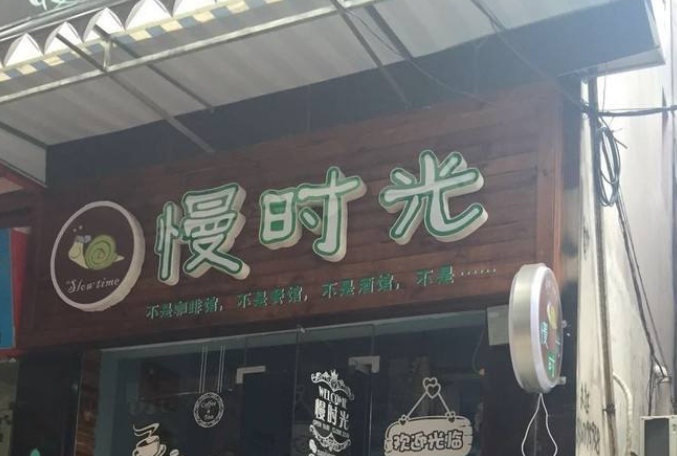 慢时光
Slow time
不是咖啡馆，不是餐馆，不是酒馆，不是……
WELCOME
慢时光
欢迎光临